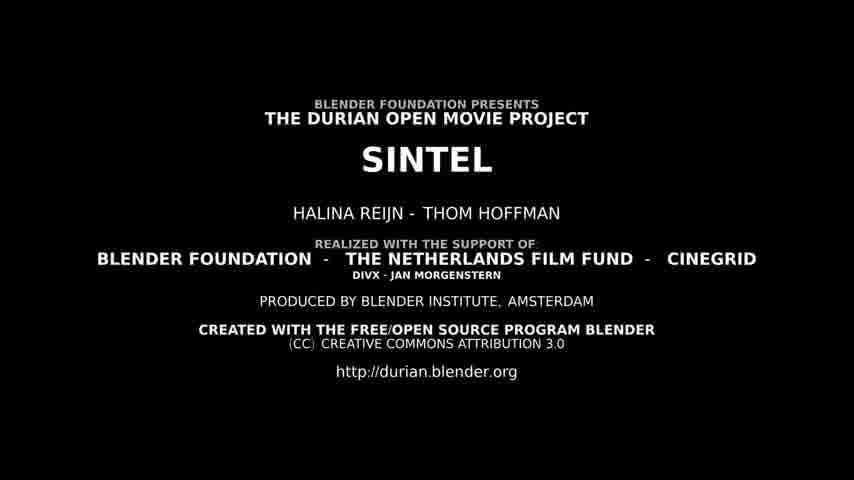 BLENDER FOUNDATION PRESENTS
THE DURIAN OPEN MOVIE PROJECT
SINTEL
HALINA REIJN - THOM HOFFMAN
REALIZED WITH THE SUPPORT OF
BLENDER FOUNDATION - THE NETHERLANDS FILM FUND - CINEGRID
DIVX - JAN MORGENSTERN
PRODUCED BY BLENDER INSTITUTE, AMSTERDAM
CREATED WITH THE FREE/OPEN SOURCE PROGRAM BLENDER
(CC) CREATIVE COMMONS ATTRIBUTION 3.0
http://durian.blender.org